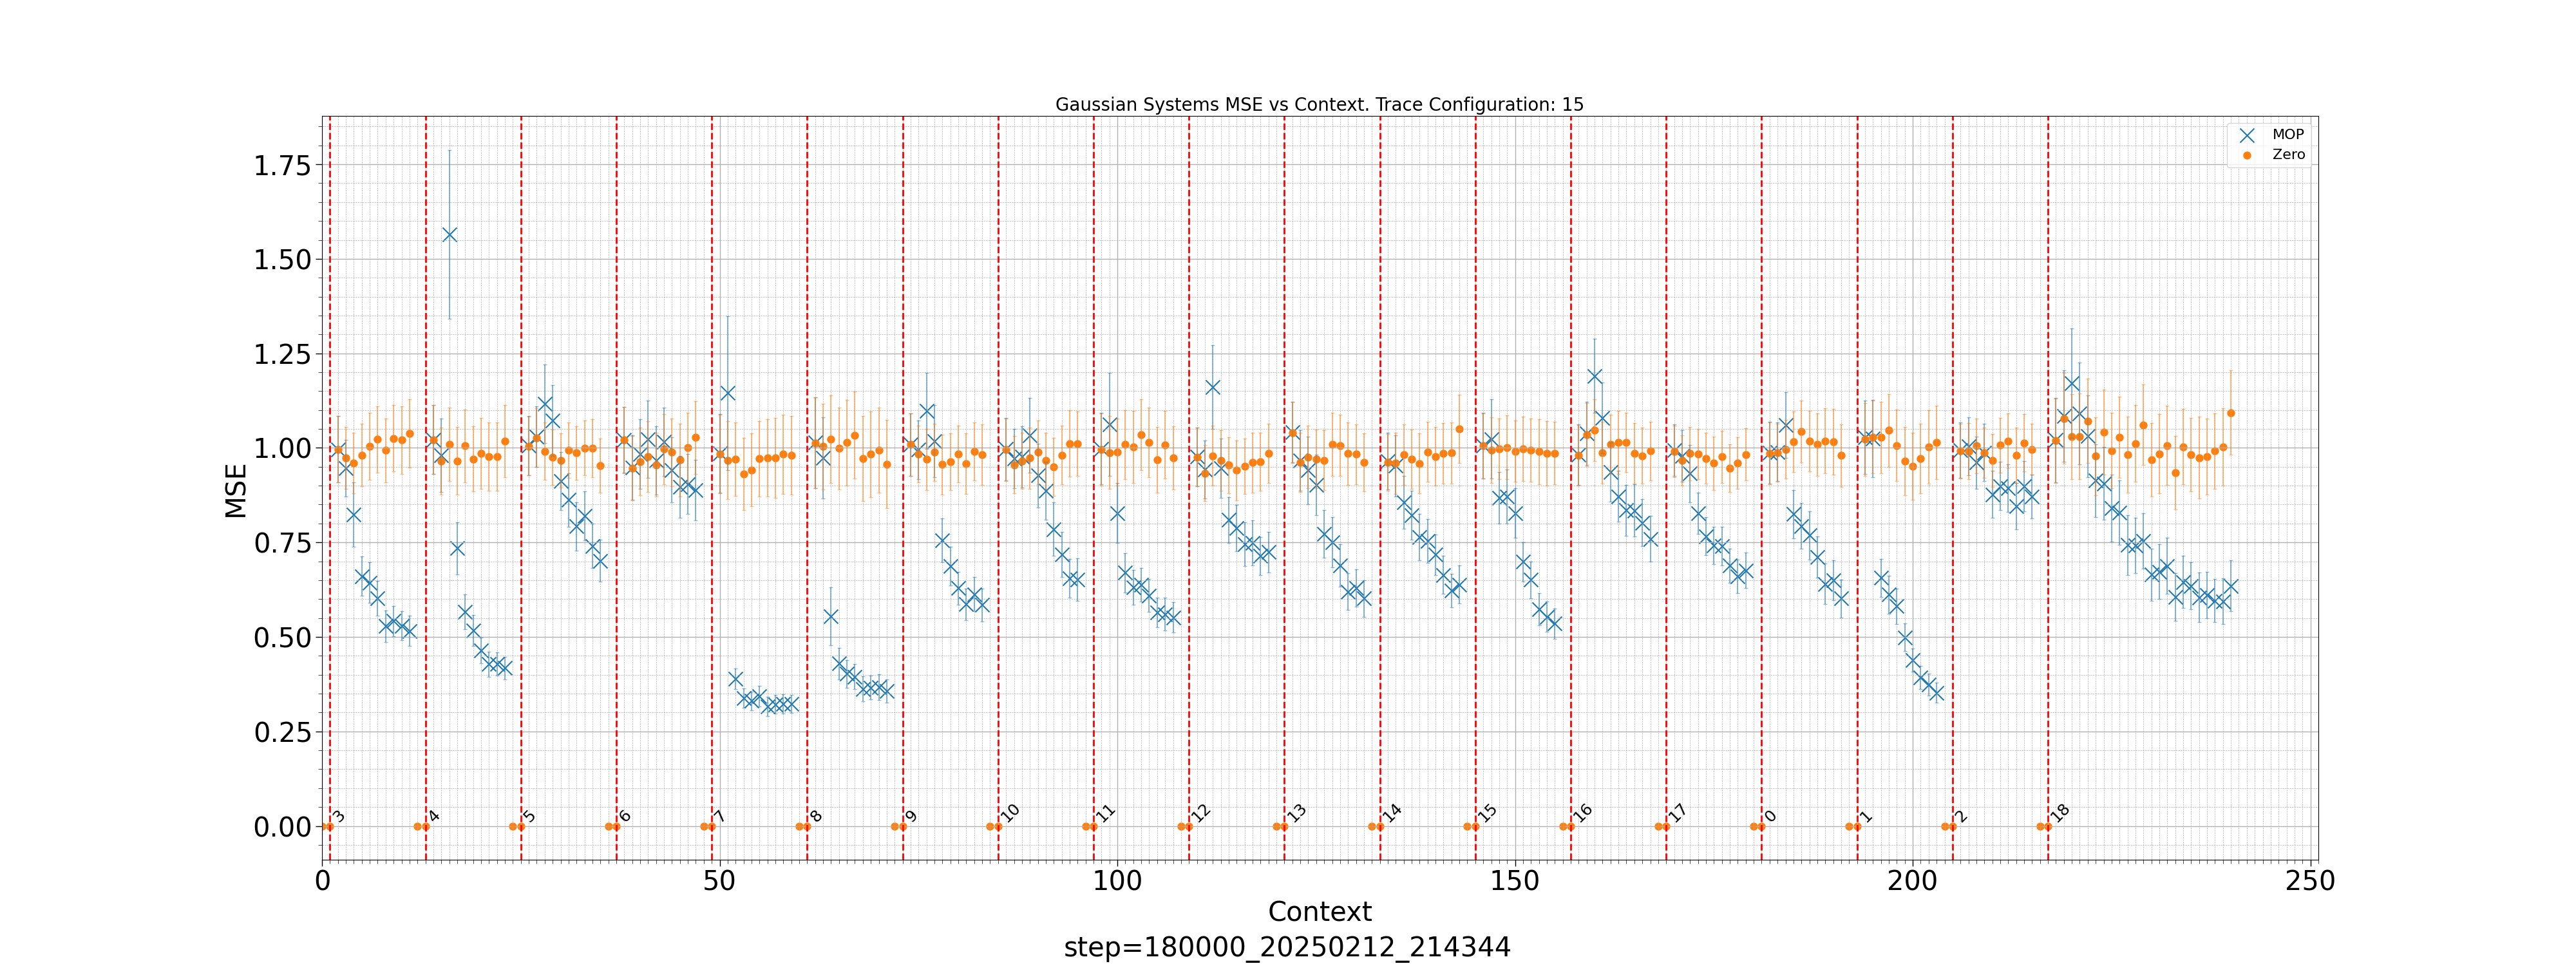 Gaussian Systems MSE vs Context. Trace Configuration: 15
MOP
Zero
1.75
1.50
1.25
1.00
0.75
0.50
0.25
0.00
MSE
3 4 5 6 7 8 9 10 11 12 13 14 15 16 17 0 1 2 18
0 50 100 150 200 250
Context
step=180000_20250212_214344